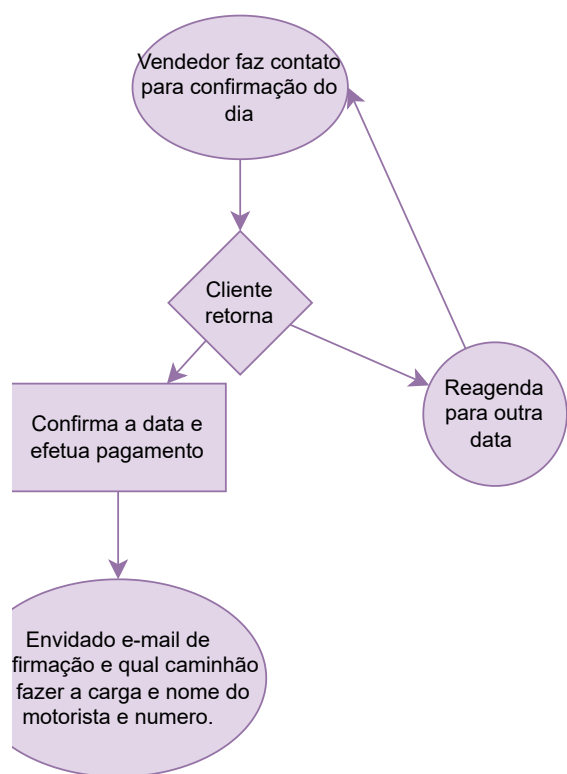 Vendedor faz contato
para confirmação do
dia
Cliente
retorna
Confirma a data e
efetua pagamento
Reagenda
para outra
data
Envidado e-mail de
firmação e qual caminhão
fazer a carga e nome do
motorista e numero.